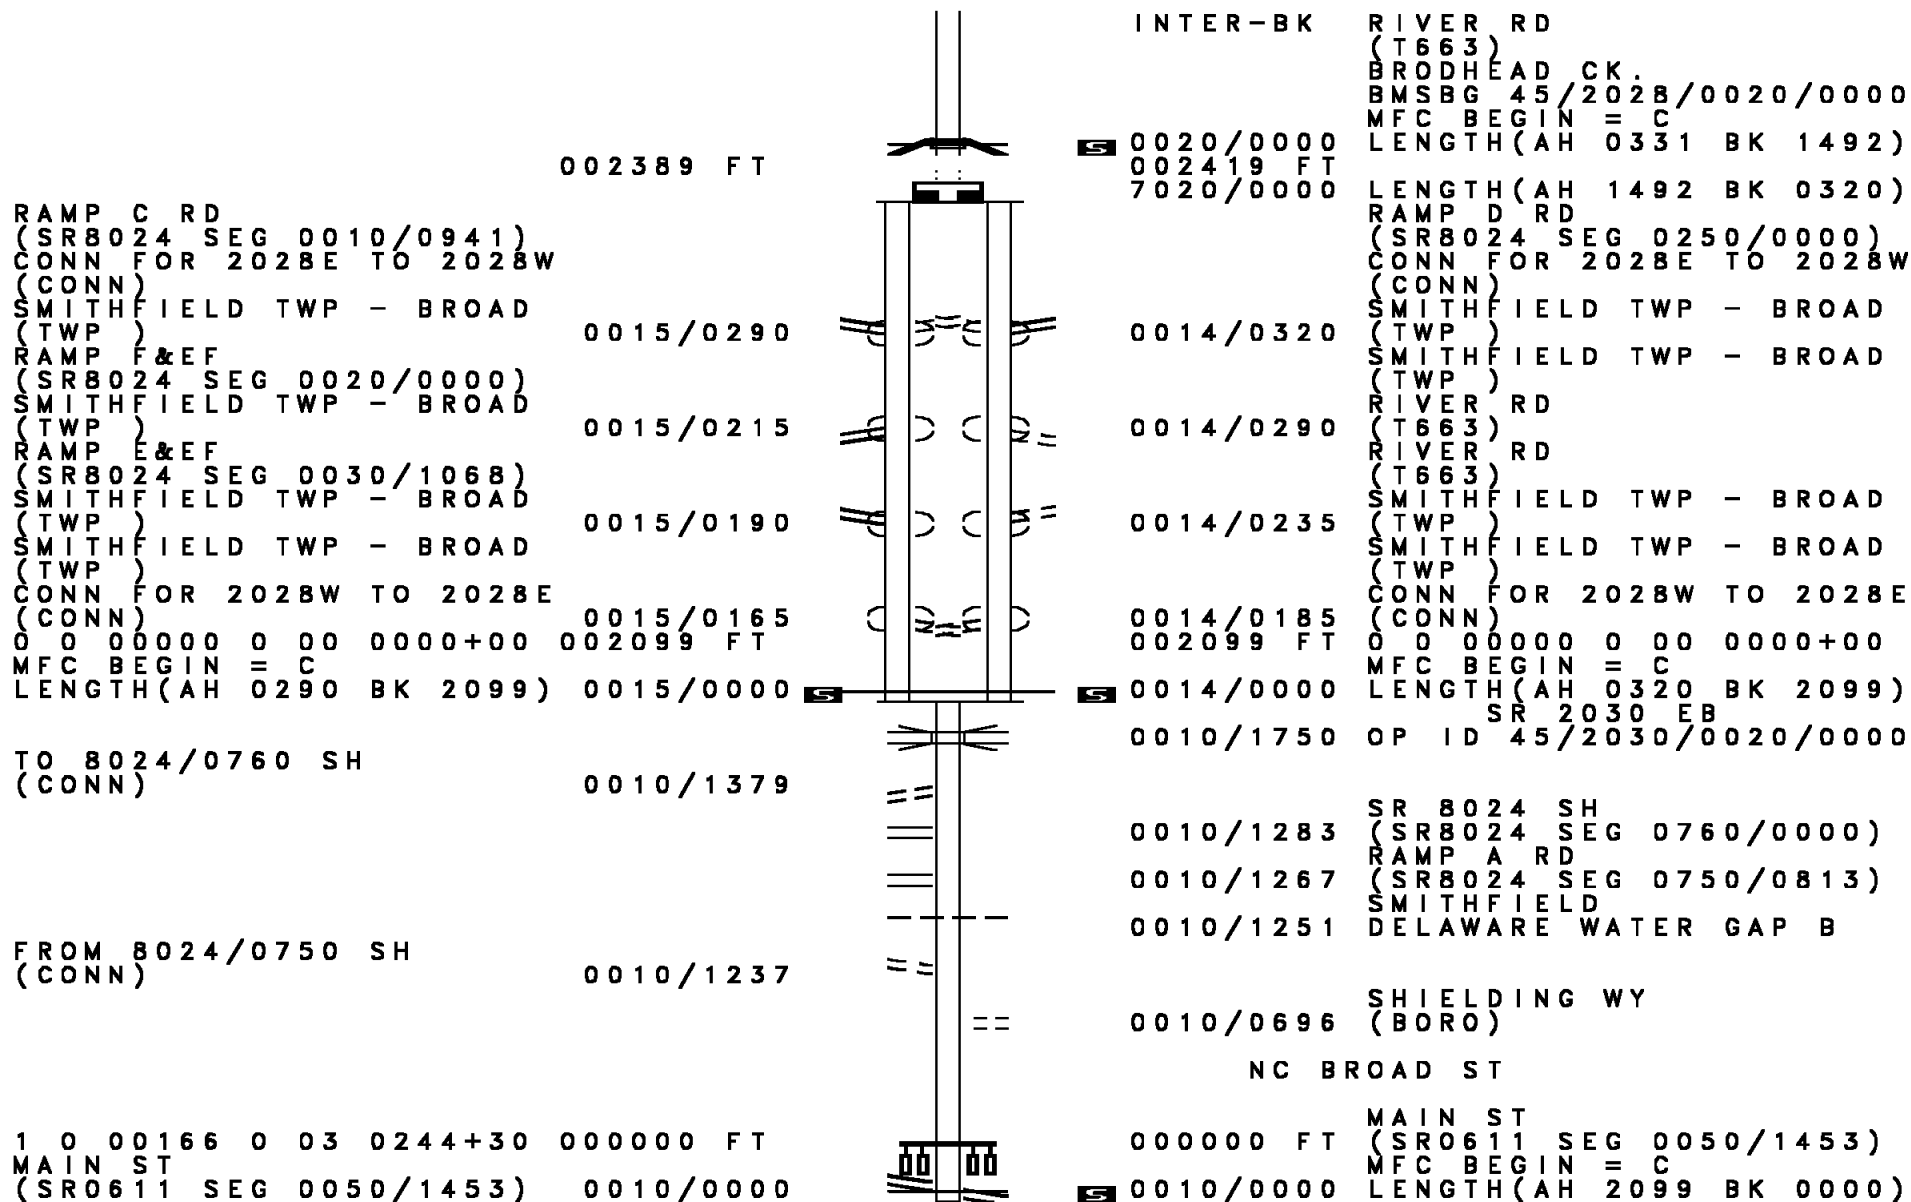 INTER-BK RIVER RD
(T663)
BRODHEAD CK.
BMSBG 45/2028/0020/0000
MFC BEGIN = C
S 0020/0000 LENGTH(AH 0331 BK 1492)
002389 FT 002419 FT
7020/0000 LENGTH(AH 1492 BK 0320)
RAMP C RD RAMP D RD
(SR8024 SEG 0010/0941) (SR8024 SEG 0250/0000)
CONN FOR 2028E TO 2028W CONN FOR 2028E TO 2028W
(CONN) (CONN)
SMITHFIELD TWP - BROAD SMITHFIELD TWP - BROAD
(TWP ) 0015/0290 0014/0320 (TWP )
RAMP F&EF SMITHFIELD TWP - BROAD
(SR8024 SEG 0020/0000) (TWP )
SMITHFIELD TWP - BROAD RIVER RD
(TWP ) 0015/0215 0014/0290 (T663)
RAMP E&EF RIVER RD
(SR8024 SEG 0030/1068) (T663)
SMITHFIELD TWP - BROAD SMITHFIELD TWP - BROAD
(TWP ) 0015/0190 0014/0235 (TWP )
SMITHFIELD TWP - BROAD SMITHFIELD TWP - BROAD
(TWP ) (TWP )
CONN FOR 2028W TO 2028E CONN FOR 2028W TO 2028E
(CONN) 0015/0165 0014/0185 (CONN)
0 0 00000 0 00 0000+00 002099 FT 002099 FT 0 0 00000 0 00 0000+00
MFC BEGIN = C MFC BEGIN = C
LENGTH(AH 0290 BK 2099) 0015/0000 S S 0014/0000 LENGTH(AH 0320 BK 2099)
SR 2030 EB
0010/1750 OP ID 45/2030/0020/0000
TO 8024/0760 SH
(CONN) 0010/1379
SR 8024 SH
0010/1283 (SR8024 SEG 0760/0000)
RAMP A RD
0010/1267 (SR8024 SEG 0750/0813)
SMITHFIELD
0010/1251 DELAWARE WATER GAP B
FROM 8024/0750 SH
(CONN) 0010/1237
SHIELDING WY
0010/0696 (BORO)
NC BROAD ST
MAIN ST
1 0 00166 0 03 0244+30 000000 FT 000000 FT (SR0611 SEG 0050/1453)
MAIN ST MFC BEGIN = C
(SR0611 SEG 0050/1453) 0010/0000 S 0010/0000 LENGTH(AH 2099 BK 0000)